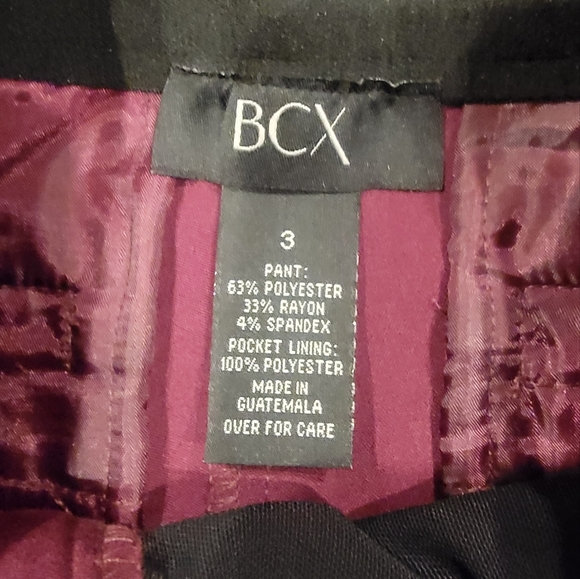 BCX
3
PANT:
63% POLYESTER
33% RAYON
4% SPANDEX
POCKET LINING:
100% POLYESTER
MADE IN
GUATEMALA
OVER FOR CARE